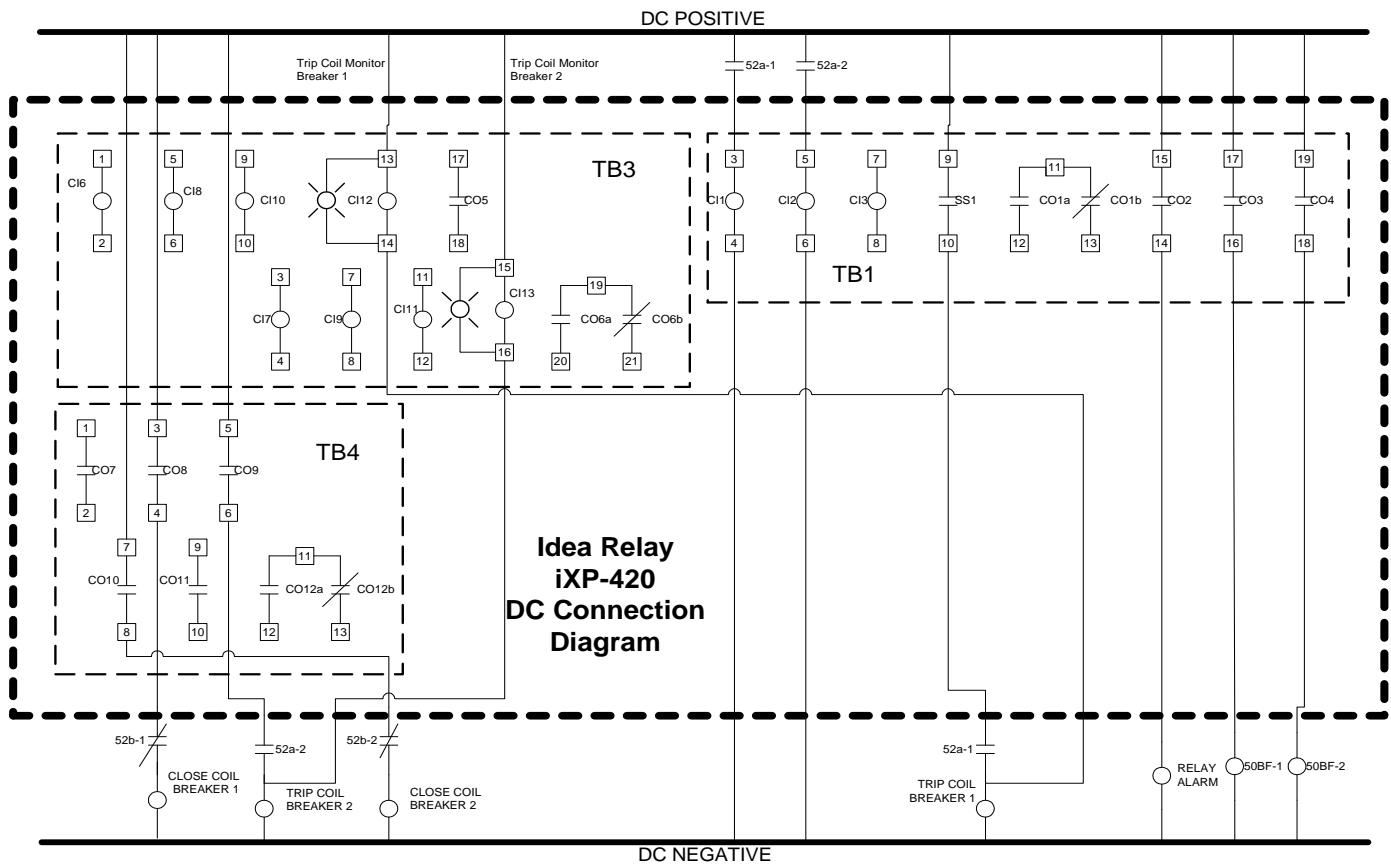 DC POSITIVE
Trip Coil Monitor
Breaker 1
Trip Coil Monitor
Breaker 2
52a-1
52a-2
1
5
9
13
17
TB3
3
5
7
9
11
15
17
19
CI6
CI8
CI10
CI12
CO5
CI1
CI2
CI3
SS1
CO1a
CO1b
CO2
CO3
CO4
2
6
10
14
18
4
6
8
10
12
13
14
16
18
TB1
3
7
11
15
19
CI7
CI9
CI11
CI13
CO6a
CO6b
4
8
12
16
20
21
1
3
5
TB4
CO7
CO8
CO9
2
4
6
7
9
11
CO10
CO11
CO12a
CO12b
8
10
12
13
Idea Relay
iXP-420
DC Connection
Diagram
52b-1
52a-2
52b-2
52a-1
CLOSE COIL
BREAKER 1
TRIP COIL
BREAKER 2
CLOSE COIL
BREAKER 2
TRIP COIL
BREAKER 1
RELAY
ALARM
50BF-1
50BF-2
DC NEGATIVE